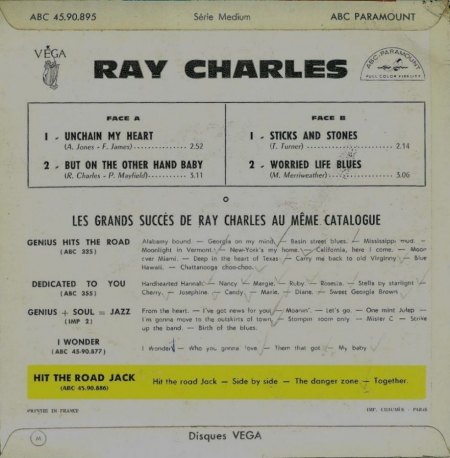 ABC 45.90.895 Série Medium ABC PARAMOUNT
VÉGA
RAY CHARLES
ABC-PARAMOUNT
FULL COLOR FIDELITY
FACE A
1 - UNCHAIN MY HEART
(A. Jones - F. James) 2.52
2 - BUT ON THE OTHER HAND BABY
(R. Charles - P. Mayfield) 3.11
FACE B
1 - STICKS AND STONES
(T. Turner) 2.14
2 - WORRIED LIFE BLUES
(M. Merriweather) 3.06
LES GRANDS SUCCÈS DE RAY CHARLES AU MÊME CATALOGUE
GENIUS HITS THE ROAD
(ABC 335)
Alabamy bound. — Georgia on my mind. — Basin street blues. — Mississipi mud. —
Moonlight in Vermont. — New-York's my home. — California, here I come. — Moon
over Miami. — Deep in the heart of Texas — Carry me back to old Virginny — Blue
Hawaii. — Chattanooga choo-choo.
DEDICATED TO YOU
(ABC 355)
Hardhearted Hannah — Nancy — Margie. — Ruby — Rosetta. — Stella by starlight —
Cherry. — Josephine. — Candy. — Marie. — Diane. — Sweet Georgia Brown
GENIUS + SOUL = JAZZ
(IMP 2)
From the heart. — I've got news for you — Moanin'. — Let's go. — One mint Julep —
I'm gonna move to the outskirts of town. — Stompin room only — Mister C — Strike
up the band. — Birth of the blues.
I WONDER
(ABC 45.90.877)
I Wonder — Who you gonna love — Them that got — My baby
HIT THE ROAD JACK
(ABC 45.90.886)
Hit the road Jack — Side by side — The danger zone — Together.
PRINTED IN FRANCE
IMP. CHAUMÈS - PARIS
M
Disques VEGA